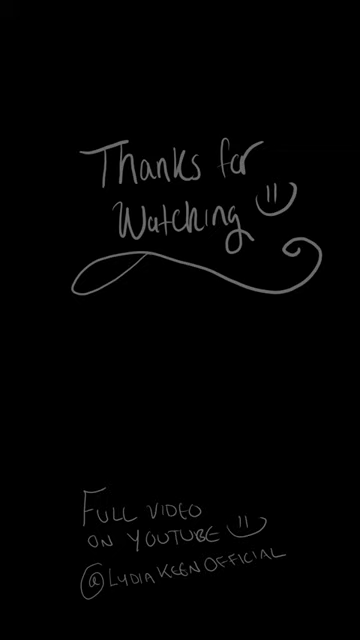 Thanks for
Watching
FULL VIDEO
ON YOUTUBE
@LYDIAKEENOFFICIAL